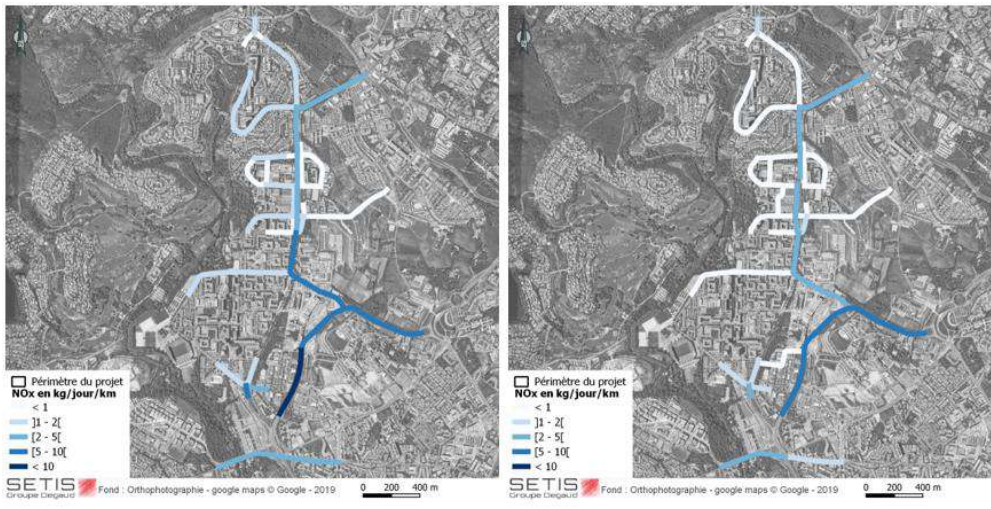 Périmètre du projet
NOx en kg/jour/km
< 1
]1 - 2[
[2 - 5[
[5 - 10[
< 10
SETIS
Groupe Degaud
Fond : Orthophotographie - google maps © Google - 2019
0 200 400 m
Périmètre du projet
NOx en kg/jour/km
< 1
]1 - 2[
[2 - 5[
[5 - 10[
< 10
SETIS
Groupe Degaud
Fond : Orthophotographie - google maps © Google - 2019
0 200 400 m